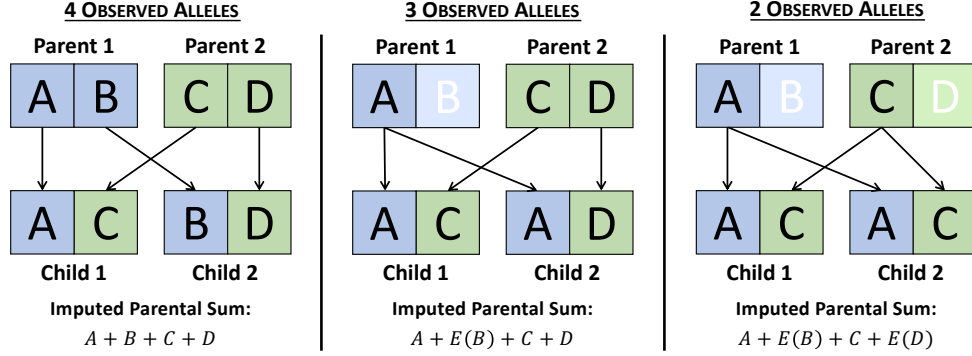 4 OBSERVED ALLELES
Parent 1 Parent 2
A B C D
A C B D
Child 1 Child 2
Imputed Parental Sum:
A + B + C + D
3 OBSERVED ALLELES
Parent 1 Parent 2
A B C D
A C A D
Child 1 Child 2
Imputed Parental Sum:
A + E(B) + C + D
2 OBSERVED ALLELES
Parent 1 Parent 2
A B C D
A C A C
Child 1 Child 2
Imputed Parental Sum:
A + E(B) + C + E(D)